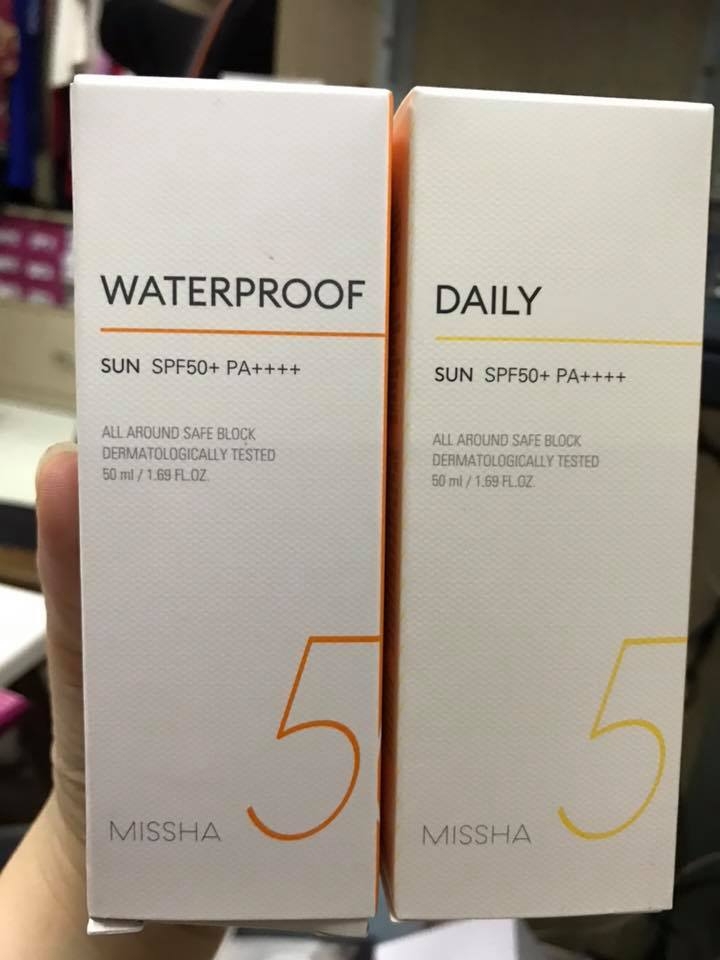 WATERPROOF
SUN SPF50+ PA++++
ALL AROUND SAFE BLOCK
DERMATOLOGICALLY TESTED
50 ml / 1.69 FL.OZ.
5
MISSHA
DAILY
SUN SPF50+ PA++++
ALL AROUND SAFE BLOCK
DERMATOLOGICALLY TESTED
50 ml / 1.69 FL.OZ.
5
MISSHA